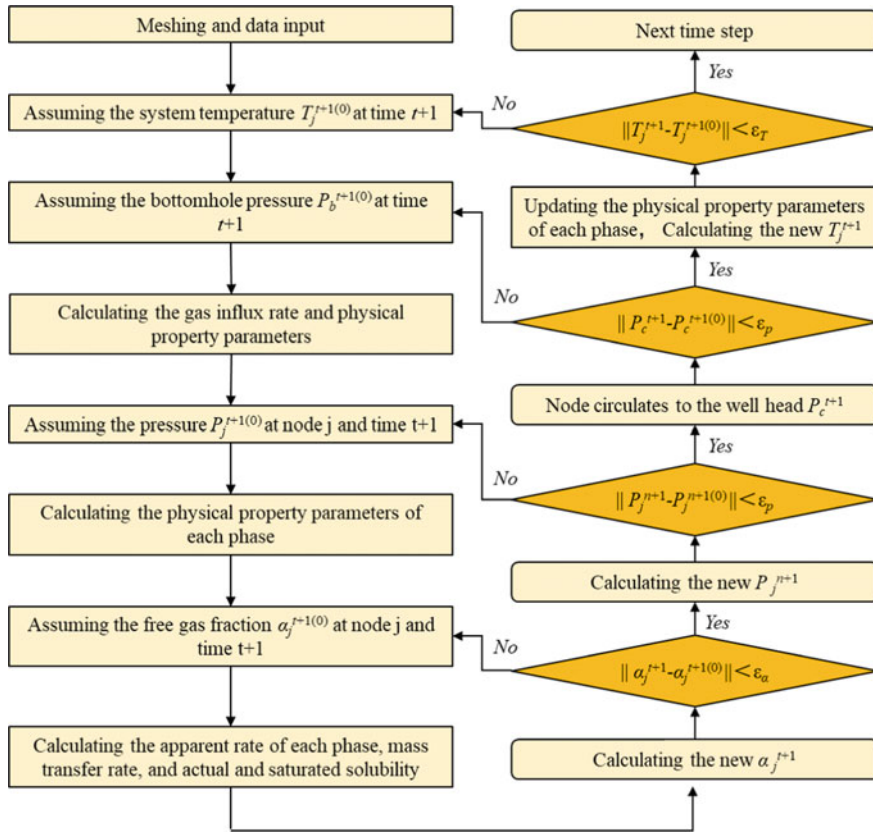 Meshing and data input
Assuming the system temperature T_j^{t+1(0)} at time t+1
Assuming the bottomhole pressure P_b^{t+1(0)} at time
t+1
Calculating the gas influx rate and physical
property parameters
Assuming the pressure P_j^{t+1(0)} at node j and time t+1
Calculating the physical property parameters of
each phase
Assuming the free gas fraction α_j^{t+1(0)} at node j and
time t+1
Calculating the apparent rate of each phase, mass
transfer rate, and actual and saturated solubility
Calculating the new α_j^{t+1}
|| α_j^{t+1}-α_j^{t+1(0)}||＜ε_α
No
Yes
Calculating the new P_j^{n+1}
|| P_j^{n+1}-P_j^{n+1(0)}||＜ε_p
No
Yes
Node circulates to the well head P_c^{t+1}
|| P_c^{t+1}-P_c^{t+1(0)}||＜ε_p
No
Yes
Updating the physical property parameters
of each phase， Calculating the new T_j^{t+1}
||T_j^{t+1}-T_j^{t+1(0)}||＜ε_T
No
Yes
Next time step